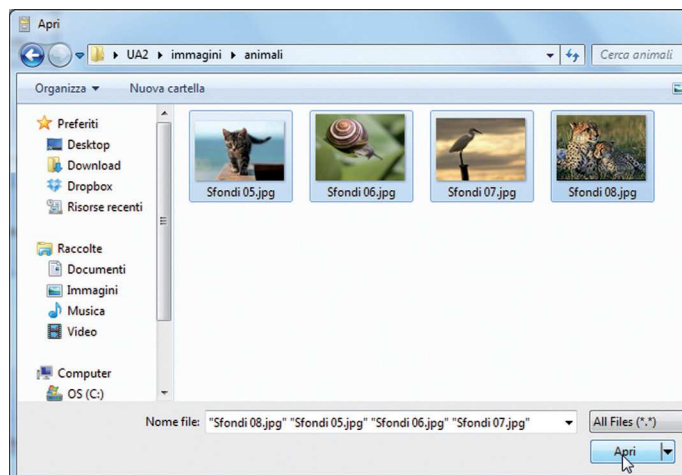 Apri
UA2 immagini animali
Cerca animali
Organizza
Nuova cartella
Preferiti
Desktop
Download
Dropbox
Risorse recenti
Raccolte
Documenti
Immagini
Musica
Video
Computer
OS (C:)
Sfondi 05.jpg
Sfondi 06.jpg
Sfondi 07.jpg
Sfondi 08.jpg
Nome file: "Sfondi 08.jpg" "Sfondi 05.jpg" "Sfondi 06.jpg" "Sfondi 07.jpg"
All Files (*.*)
Apri